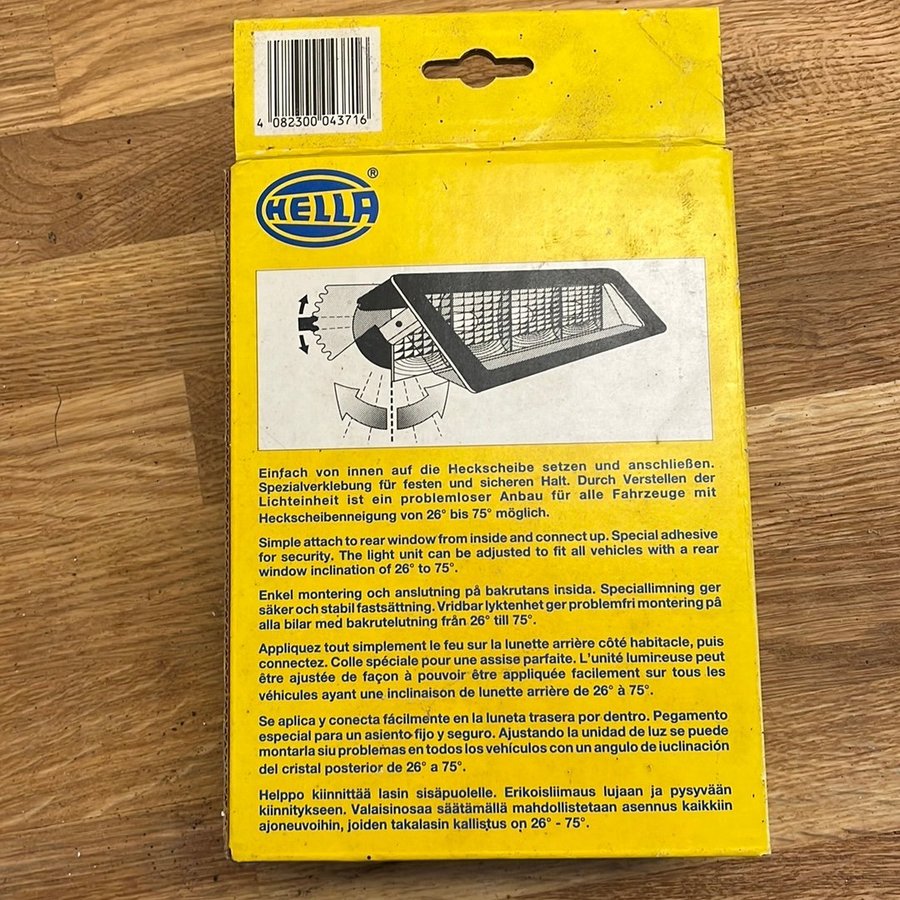 4 082300 043716
HELLA®
Einfach von innen auf die Heckscheibe setzen und anschließen.
Spezialverklebung für festen und sicheren Halt. Durch Verstellen der
Lichteinheit ist ein problemloser Anbau für alle Fahrzeuge mit
Heckscheibenneigung von 26° bis 75° möglich.
Simple attach to rear window from inside and connect up. Special adhesive
for security. The light unit can be adjusted to fit all vehicles with a rear
window inclination of 26° to 75°.
Enkel montering och anslutning på bakrutans insida. Speciallimning ger
säker och stabil fastsättning. Vridbar lyktenhet ger problemfri montering på
alla bilar med bakrutelutning från 26° till 75°.
Appliquez tout simplement le feu sur la lunette arrière côté habitacle, puis
connectez. Colle spéciale pour une assise parfaite. L'unité lumineuse peut
être ajustée de façon à pouvoir être appliquée facilement sur tous les
véhicules ayant une inclinaison de lunette arrière de 26° à 75°.
Se aplica y conecta fácilmente en la luneta trasera por dentro. Pegamento
especial para un asiento fijo y seguro. Ajustando la unidad de luz se puede
montarla siu problemas en todos los vehículos con un angulo de iuclinación
del cristal posterior de 26° a 75°.
Helppo kiinnittää lasin sisäpuolelle. Erikoisliimaus lujaan ja pysyvään
kiinnitykseen. Valaisinosaa säätämällä mahdollistetaan asennus kaikkiin
ajoneuvoihin, joiden takalasin kallistus on 26° - 75°.